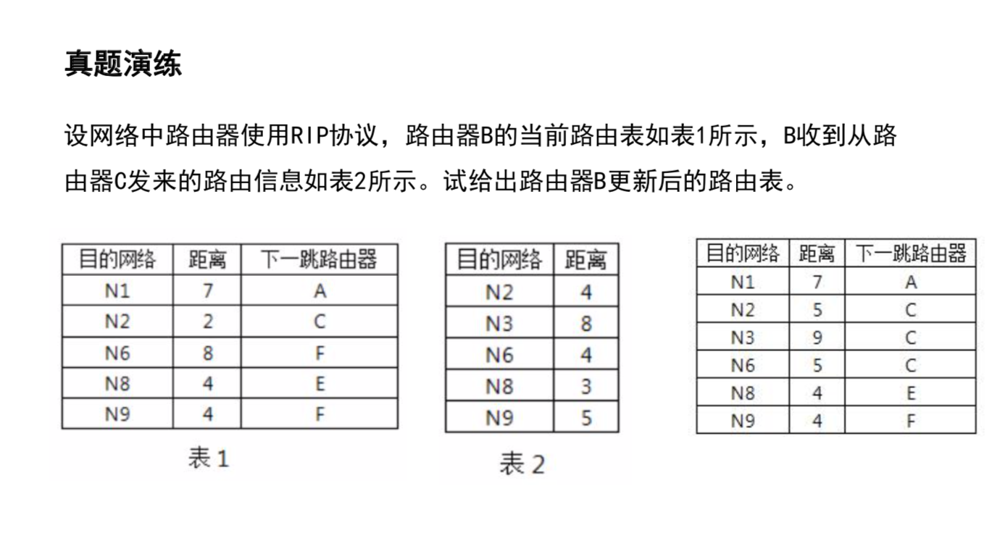 真题演练
设网络中路由器使用RIP协议，路由器B的当前路由表如表1所示，B收到从路
由器C发来的路由信息如表2所示。试给出路由器B更新后的路由表。
目的网络 距离 下一跳路由器
N1 7 A
N2 2 C
N6 8 F
N8 4 E
N9 4 F
表1
目的网络 距离
N2 4
N3 8
N6 4
N8 3
N9 5
表2
目的网络 距离 下一跳路由器
N1 7 A
N2 5 C
N3 9 C
N6 5 C
N8 4 E
N9 4 F